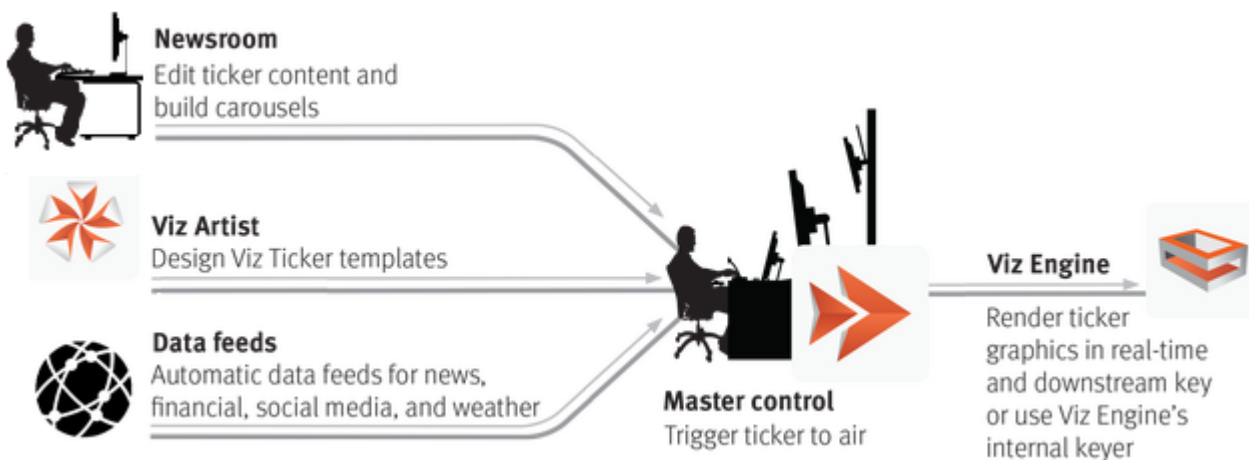 Newsroom
Edit ticker content and
build carousels
Viz Artist
Design Viz Ticker templates
Data feeds
Automatic data feeds for news,
financial, social media, and weather
Master control
Trigger ticker to air
Viz Engine
Render ticker
graphics in real-time
and downstream key
or use Viz Engine's
internal keyer